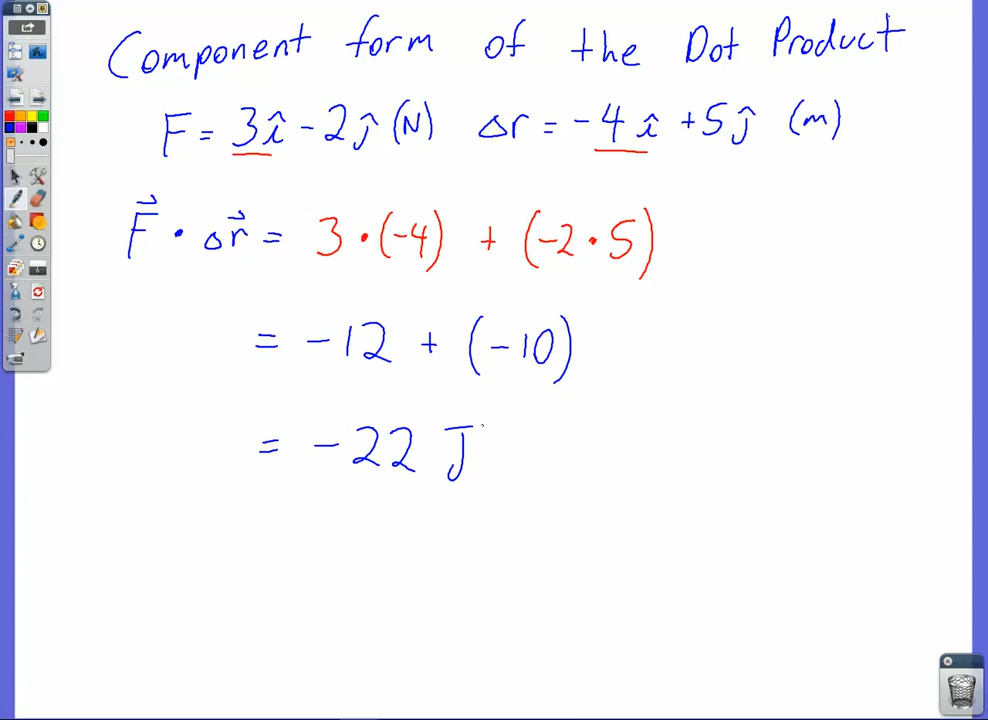 Component form of the Dot Product
F = 3î - 2ĵ (N) Δr = -4î + 5ĵ (m)
F⃗ · Δr⃗ = 3 · (-4) + (-2 · 5)
= -12 + (-10)
= -22 J